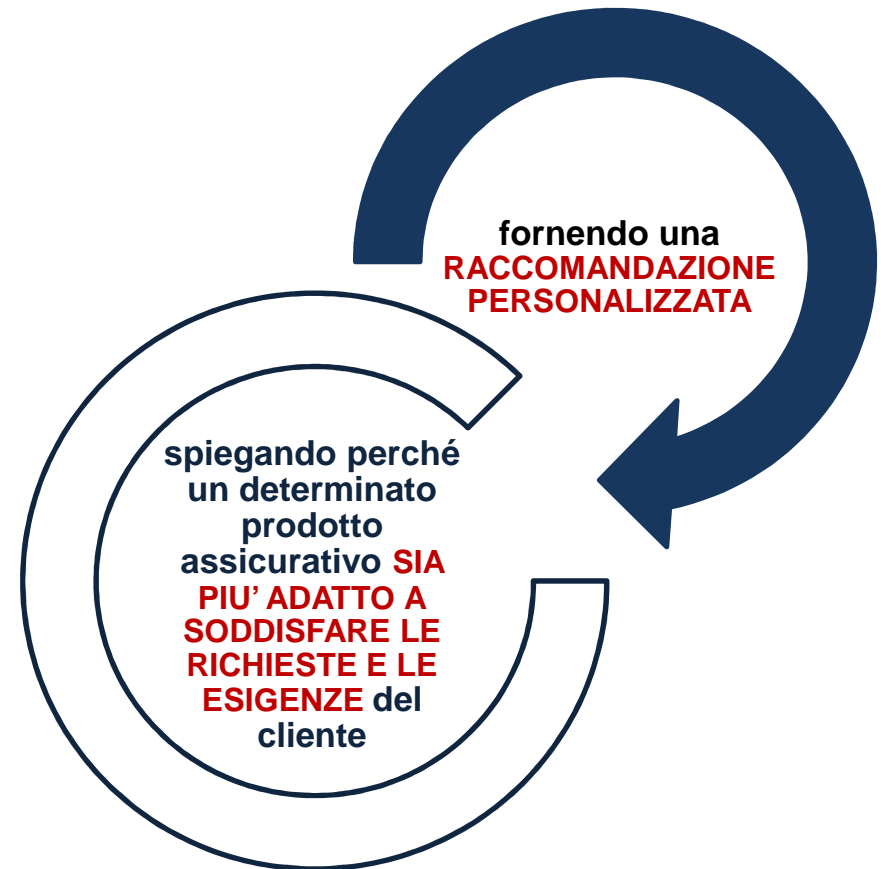 fornendo una
RACCOMANDAZIONE
PERSONALIZZATA
spiegando perché
un determinato
prodotto
assicurativo SIA
PIU’ ADATTO A
SODDISFARE LE
RICHIESTE E LE
ESIGENZE del
cliente